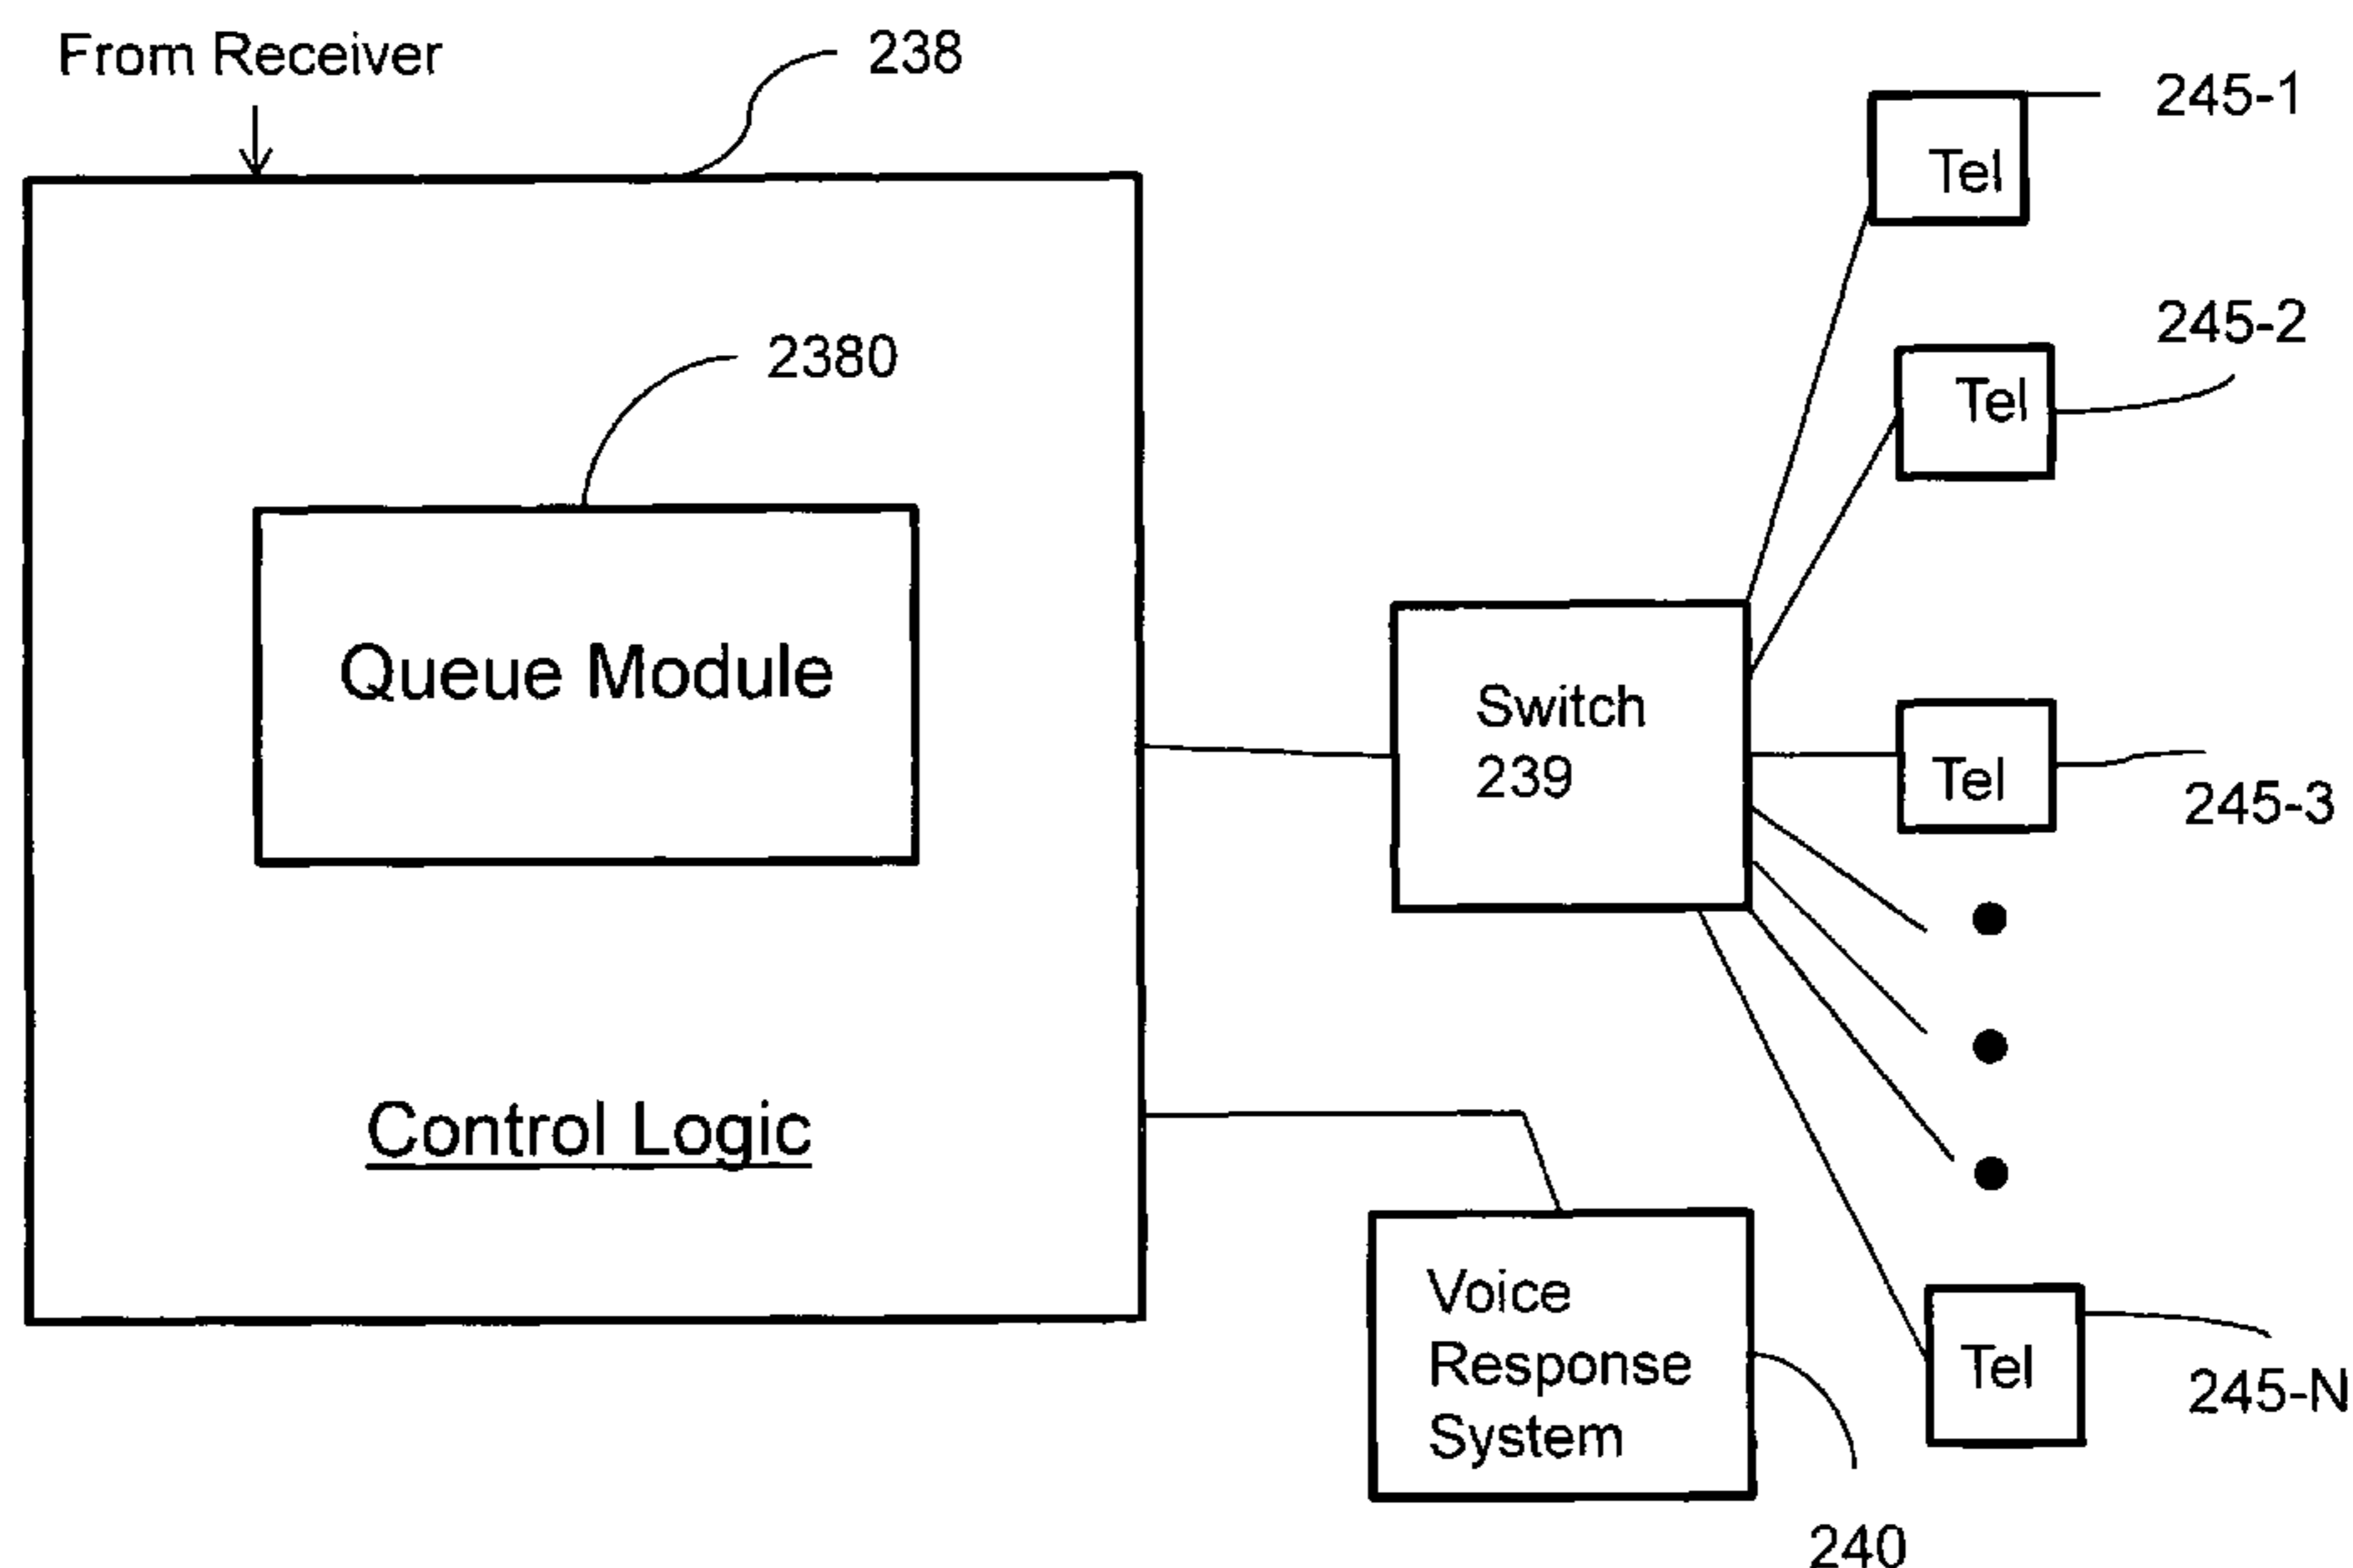 From Receiver
238
245-1
Tel
245-2
Tel
2380
Queue Module
Switch
239
Tel
245-3
Control Logic
Voice
Response
System
Tel
245-N
240